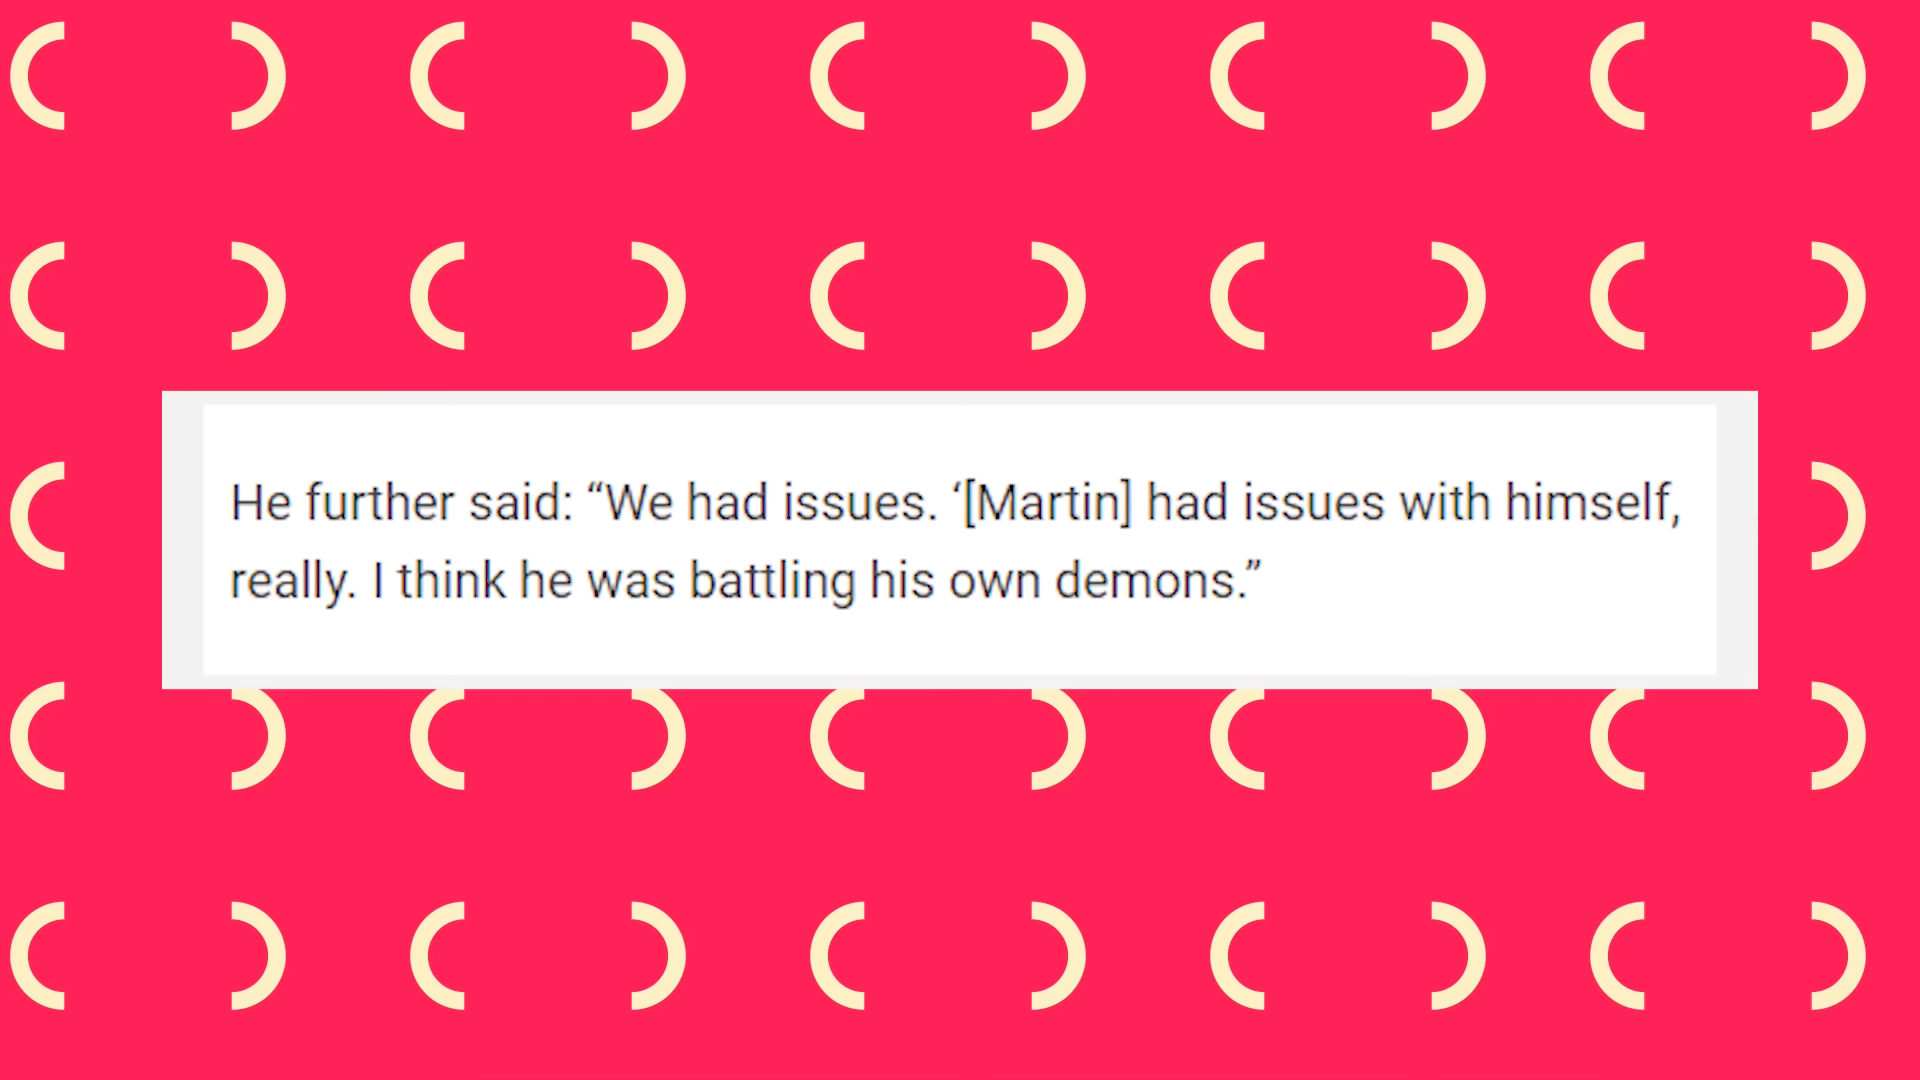 He further said: “We had issues. ‘[Martin] had issues with himself,
really. I think he was battling his own demons.”